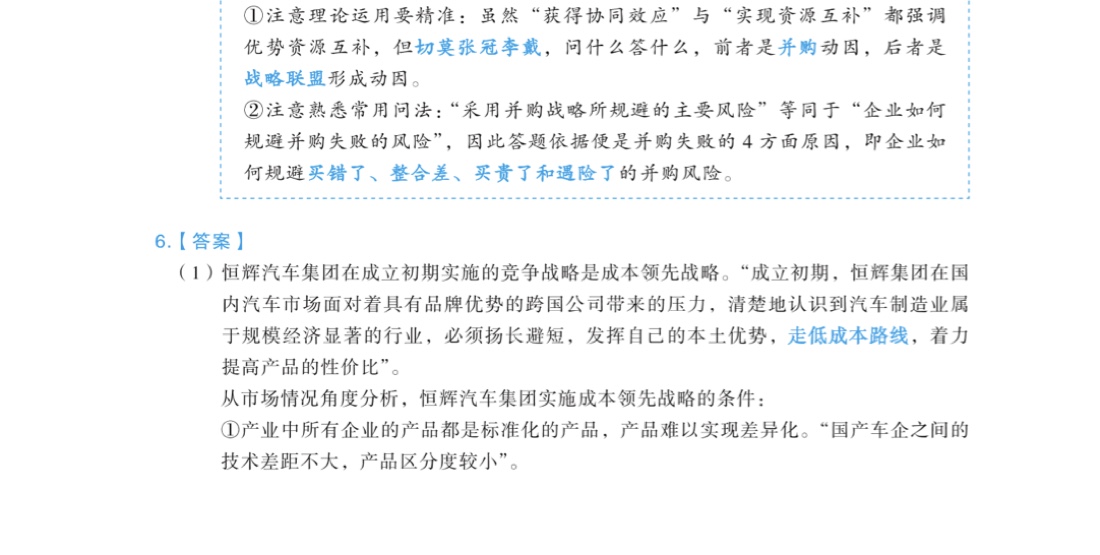 ①注意理论运用要精准：虽然“获得协同效应”与“实现资源互补”都强调
优势资源互补，但切莫张冠李戴，问什么答什么，前者是并购动因，后者是
战略联盟形成动因。
②注意熟悉常用问法：“采用并购战略所规避的主要风险”等同于“企业如何
规避并购失败的风险”，因此答题依据便是并购失败的 4 方面原因，即企业如
何规避买错了、整合差、买贵了和遇险了的并购风险。
6.【答案】
（1）恒辉汽车集团在成立初期实施的竞争战略是成本领先战略。“成立初期，恒辉集团在国
内汽车市场面对着具有品牌优势的跨国公司带来的压力，清楚地认识到汽车制造业属
于规模经济显著的行业，必须扬长避短，发挥自己的本土优势，走低成本路线，着力
提高产品的性价比”。
从市场情况角度分析，恒辉汽车集团实施成本领先战略的条件：
①产业中所有企业的产品都是标准化的产品，产品难以实现差异化。“国产车企之间的
技术差距不大，产品区分度较小”。